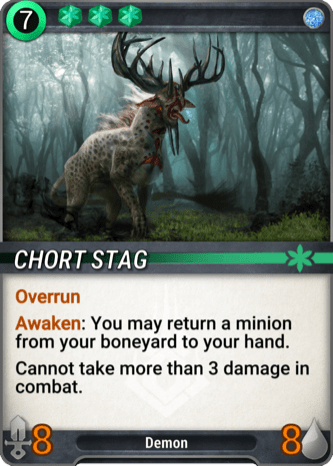 7
CHORT STAG
Overrun
Awaken: You may return a minion
from your boneyard to your hand.
Cannot take more than 3 damage in
combat.
8 Demon 8